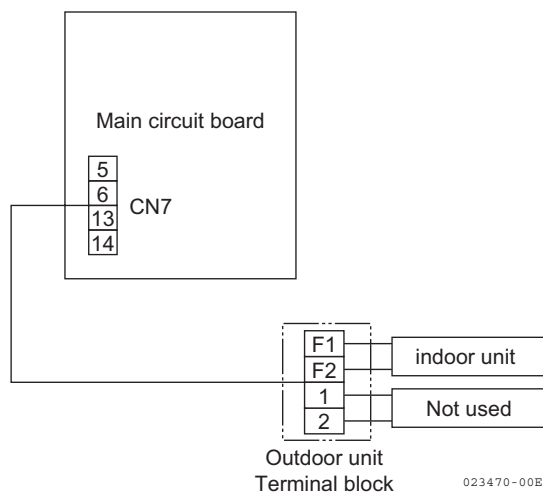 Main circuit board
5
6
CN7
13
14
F1
indoor unit
F2
1
Not used
2
Outdoor unit
Terminal block
023470-00E